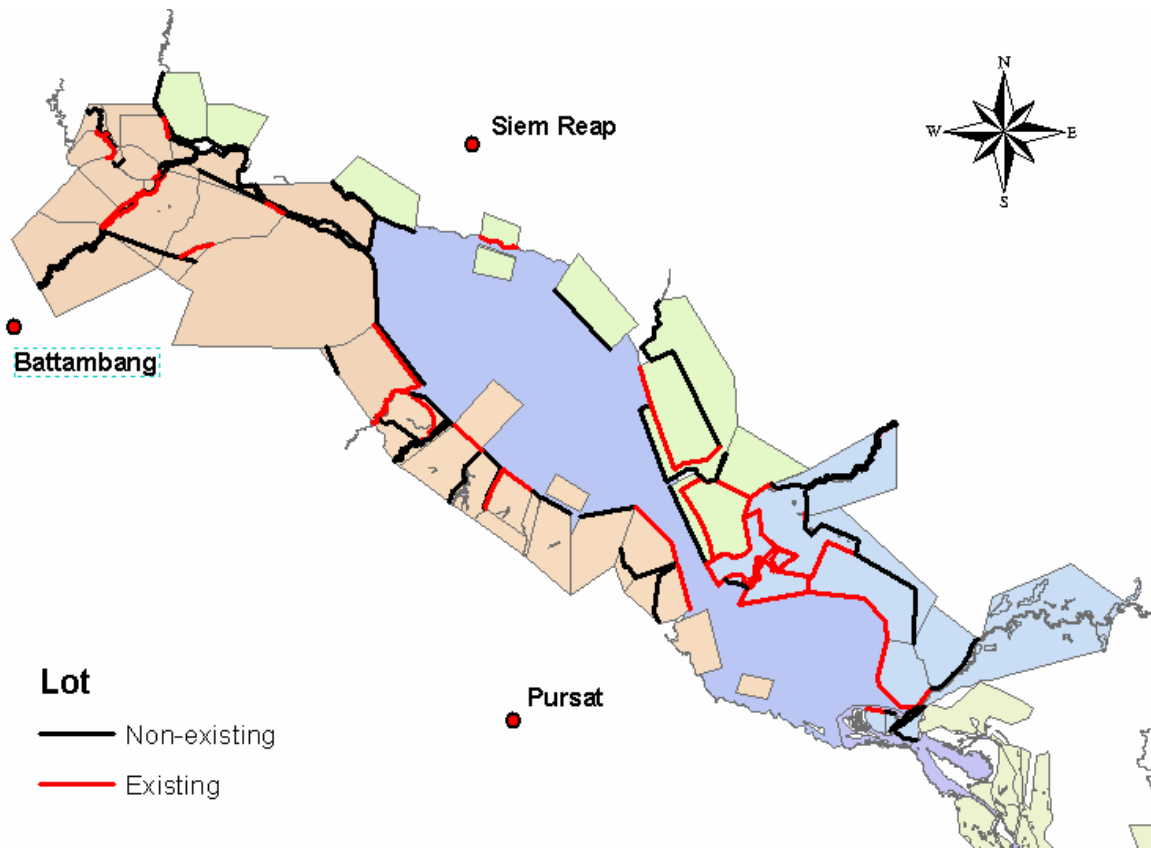 N
Siem Reap
W
E
S
Battambang
Lot
Pursat
Non-existing
Existing